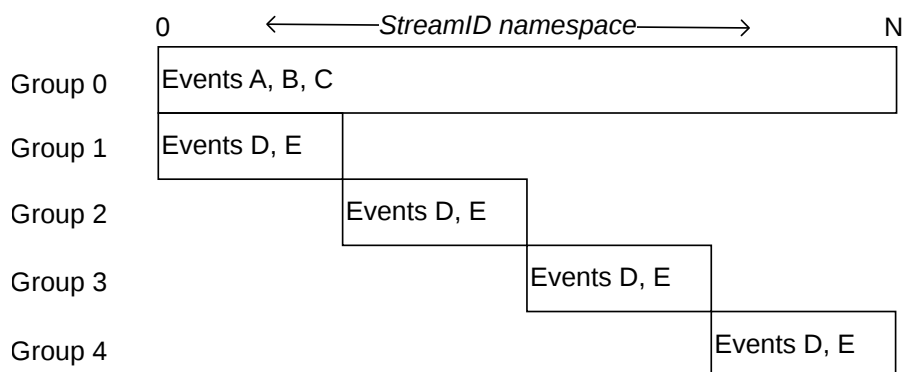 0 StreamID namespace N
Group 0 Events A, B, C
Group 1 Events D, E
Group 2 Events D, E
Group 3 Events D, E
Group 4 Events D, E